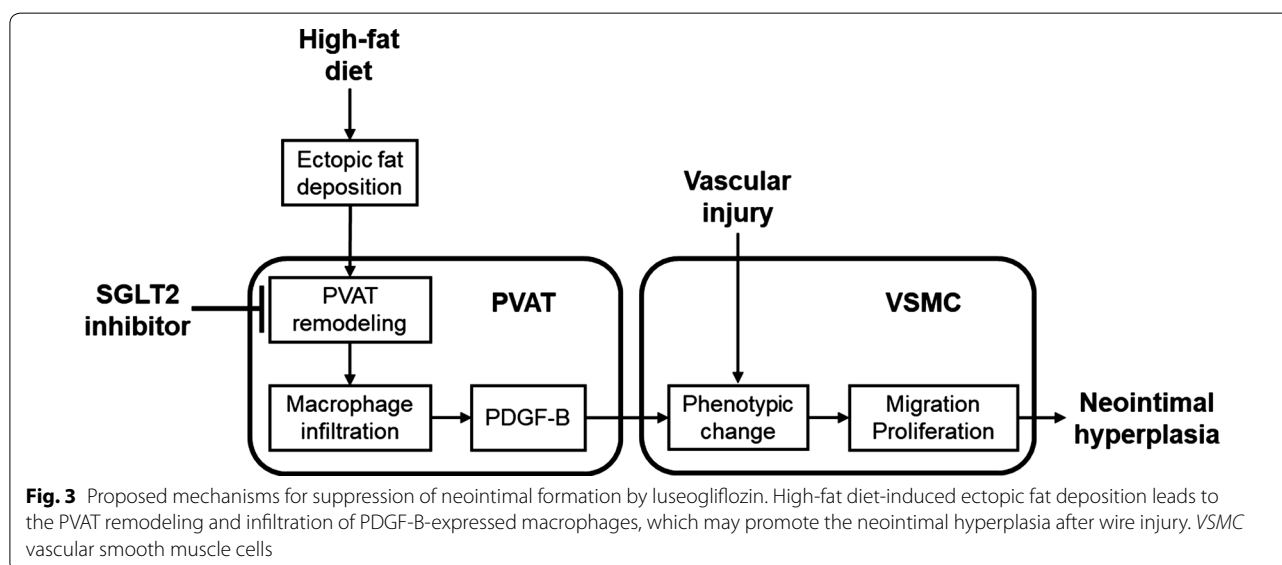 High-fat
diet
Ectopic fat
deposition
Vascular
injury
SGLT2
inhibitor
PVAT
remodeling
PVAT
VSMC
Macrophage
infiltration
PDGF-B
Phenotypic
change
Migration
Proliferation
Neointimal
hyperplasia
Fig. 3 Proposed mechanisms for suppression of neointimal formation by luseogliflozin. High-fat diet-induced ectopic fat deposition leads to
the PVAT remodeling and infiltration of PDGF-B-expressed macrophages, which may promote the neointimal hyperplasia after wire injury. VSMC
vascular smooth muscle cells